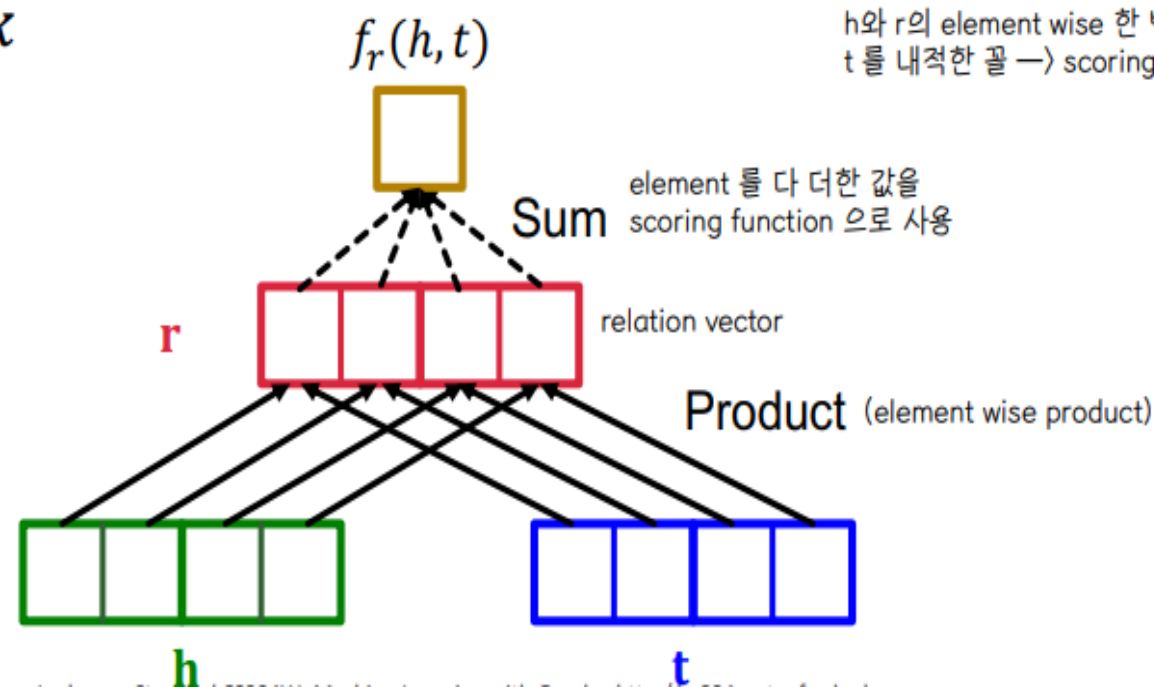 f_r(h, t)
h와 r의 element wise 한
t 를 내적한 꼴 —> scoring
element 를 다 더한 값을
Sum scoring function 으로 사용
r
relation vector
Product (element wise product)
h
t